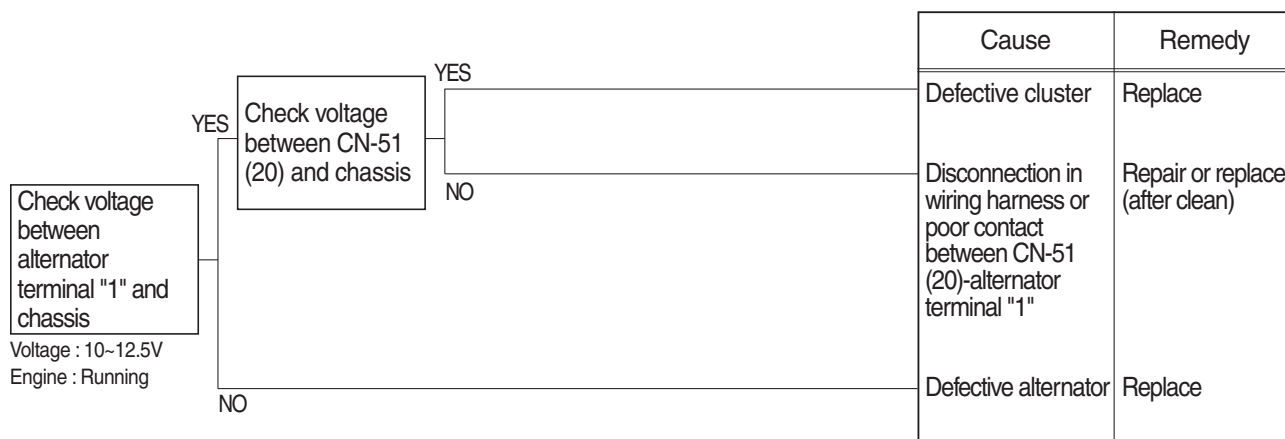 Cause
Remedy
YES
Defective cluster
Replace
YES
Check voltage
between CN-51
(20) and chassis
NO
Disconnection in
wiring harness or
poor contact
between CN-51
(20)-alternator
terminal "1"
Repair or replace
(after clean)
Check voltage
between
alternator
terminal "1" and
chassis
Voltage : 10~12.5V
Engine : Running
NO
Defective alternator
Replace